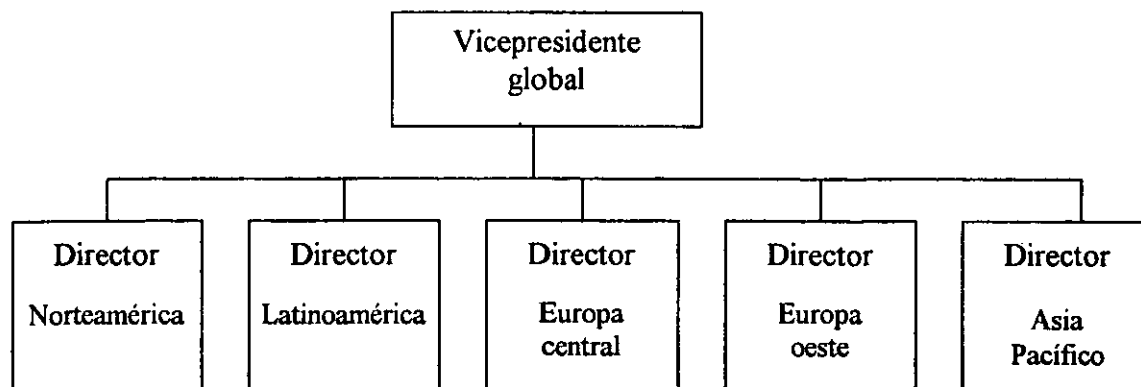 Vicepresidente
global
Director
Norteamérica
Director
Latinoamérica
Director
Europa
central
Director
Europa
oeste
Director
Asia
Pacífico